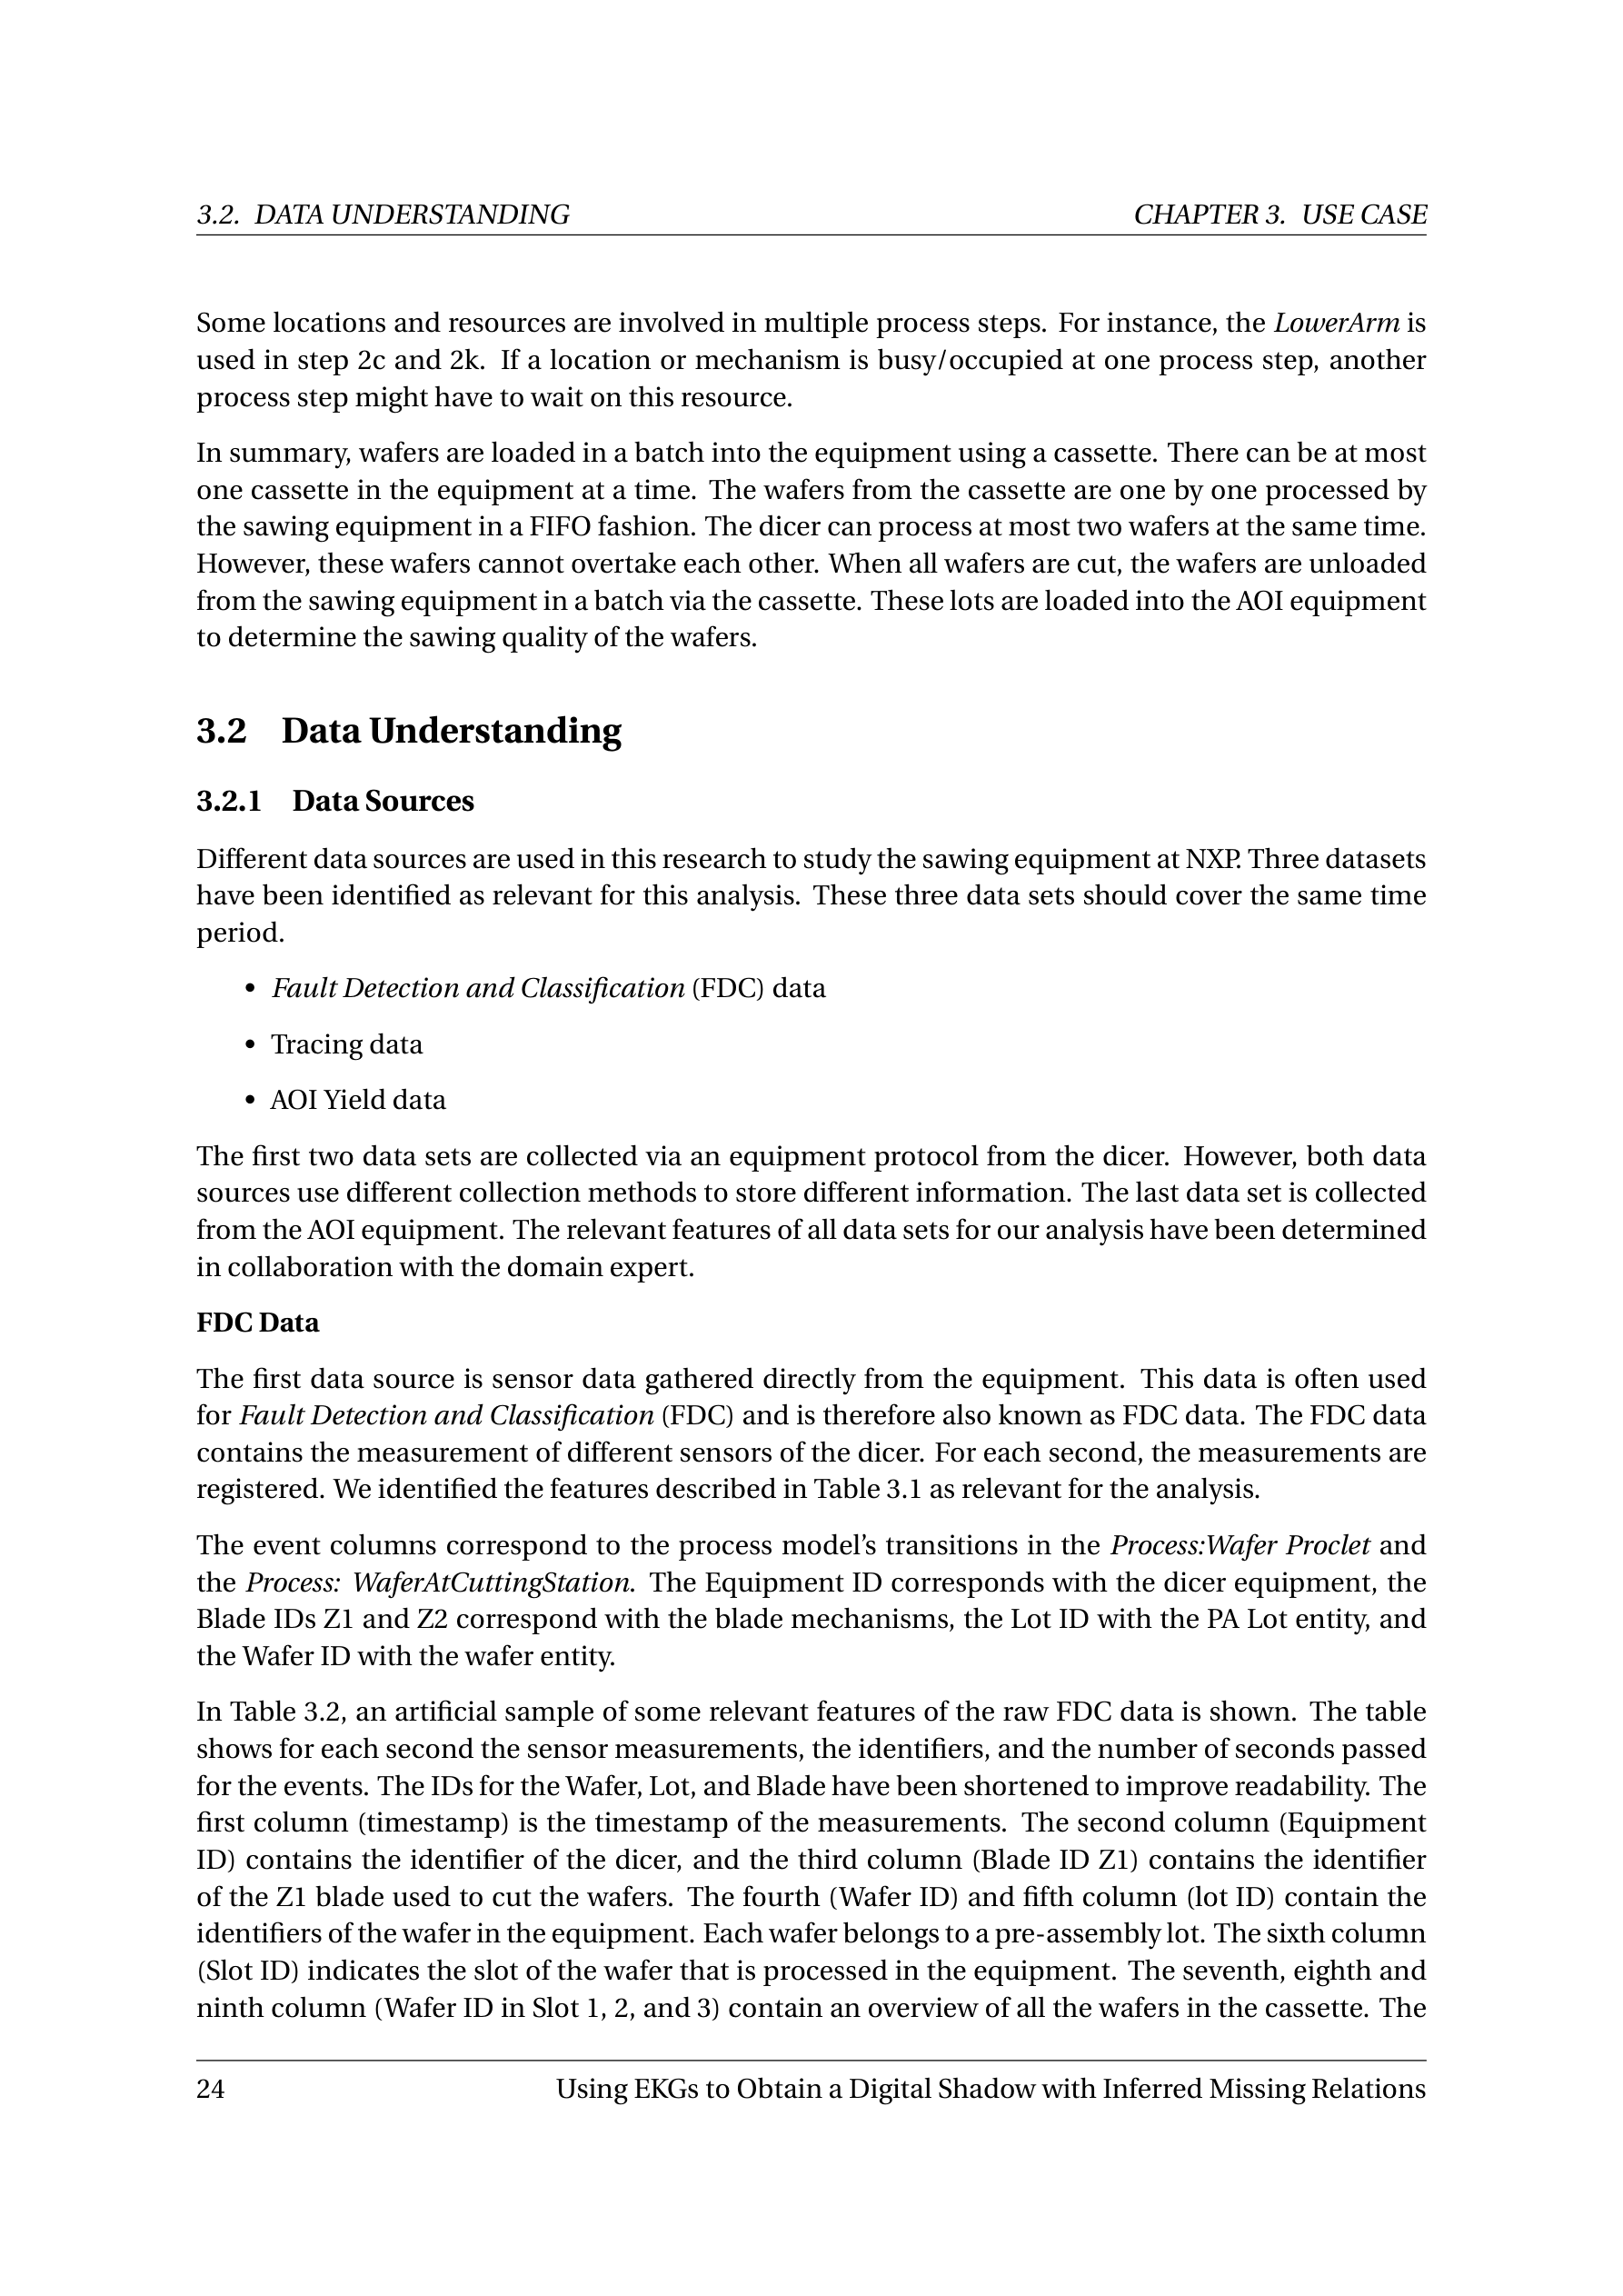 3.2. DATA UNDERSTANDING CHAPTER 3. USE CASE
Some locations and resources are involved in multiple process steps. For instance, the LowerArm is
used in step 2c and 2k. If a location or mechanism is busy/occupied at one process step, another
process step might have to wait on this resource.
In summary, wafers are loaded in a batch into the equipment using a cassette. There can be at most
one cassette in the equipment at a time. The wafers from the cassette are one by one processed by
the sawing equipment in a FIFO fashion. The dicer can process at most two wafers at the same time.
However, these wafers cannot overtake each other. When all wafers are cut, the wafers are unloaded
from the sawing equipment in a batch via the cassette. These lots are loaded into the AOI equipment
to determine the sawing quality of the wafers.
3.2 Data Understanding
3.2.1 Data Sources
Different data sources are used in this research to study the sawing equipment at NXP. Three datasets
have been identified as relevant for this analysis. These three data sets should cover the same time
period.
• Fault Detection and Classification (FDC) data
• Tracing data
• AOI Yield data
The first two data sets are collected via an equipment protocol from the dicer. However, both data
sources use different collection methods to store different information. The last data set is collected
from the AOI equipment. The relevant features of all data sets for our analysis have been determined
in collaboration with the domain expert.
FDC Data
The first data source is sensor data gathered directly from the equipment. This data is often used
for Fault Detection and Classification (FDC) and is therefore also known as FDC data. The FDC data
contains the measurement of different sensors of the dicer. For each second, the measurements are
registered. We identified the features described in Table 3.1 as relevant for the analysis.
The event columns correspond to the process model's transitions in the Process:Wafer Proclet and
the Process: WaferAtCuttingStation. The Equipment ID corresponds with the dicer equipment, the
Blade IDs Z1 and Z2 correspond with the blade mechanisms, the Lot ID with the PA Lot entity, and
the Wafer ID with the wafer entity.
In Table 3.2, an artificial sample of some relevant features of the raw FDC data is shown. The table
shows for each second the sensor measurements, the identifiers, and the number of seconds passed
for the events. The IDs for the Wafer, Lot, and Blade have been shortened to improve readability. The
first column (timestamp) is the timestamp of the measurements. The second column (Equipment
ID) contains the identifier of the dicer, and the third column (Blade ID Z1) contains the identifier
of the Z1 blade used to cut the wafers. The fourth (Wafer ID) and fifth column (lot ID) contain the
identifiers of the wafer in the equipment. Each wafer belongs to a pre-assembly lot. The sixth column
(Slot ID) indicates the slot of the wafer that is processed in the equipment. The seventh, eighth and
ninth column (Wafer ID in Slot 1, 2, and 3) contain an overview of all the wafers in the cassette. The
24 Using EKGs to Obtain a Digital Shadow with Inferred Missing Relations